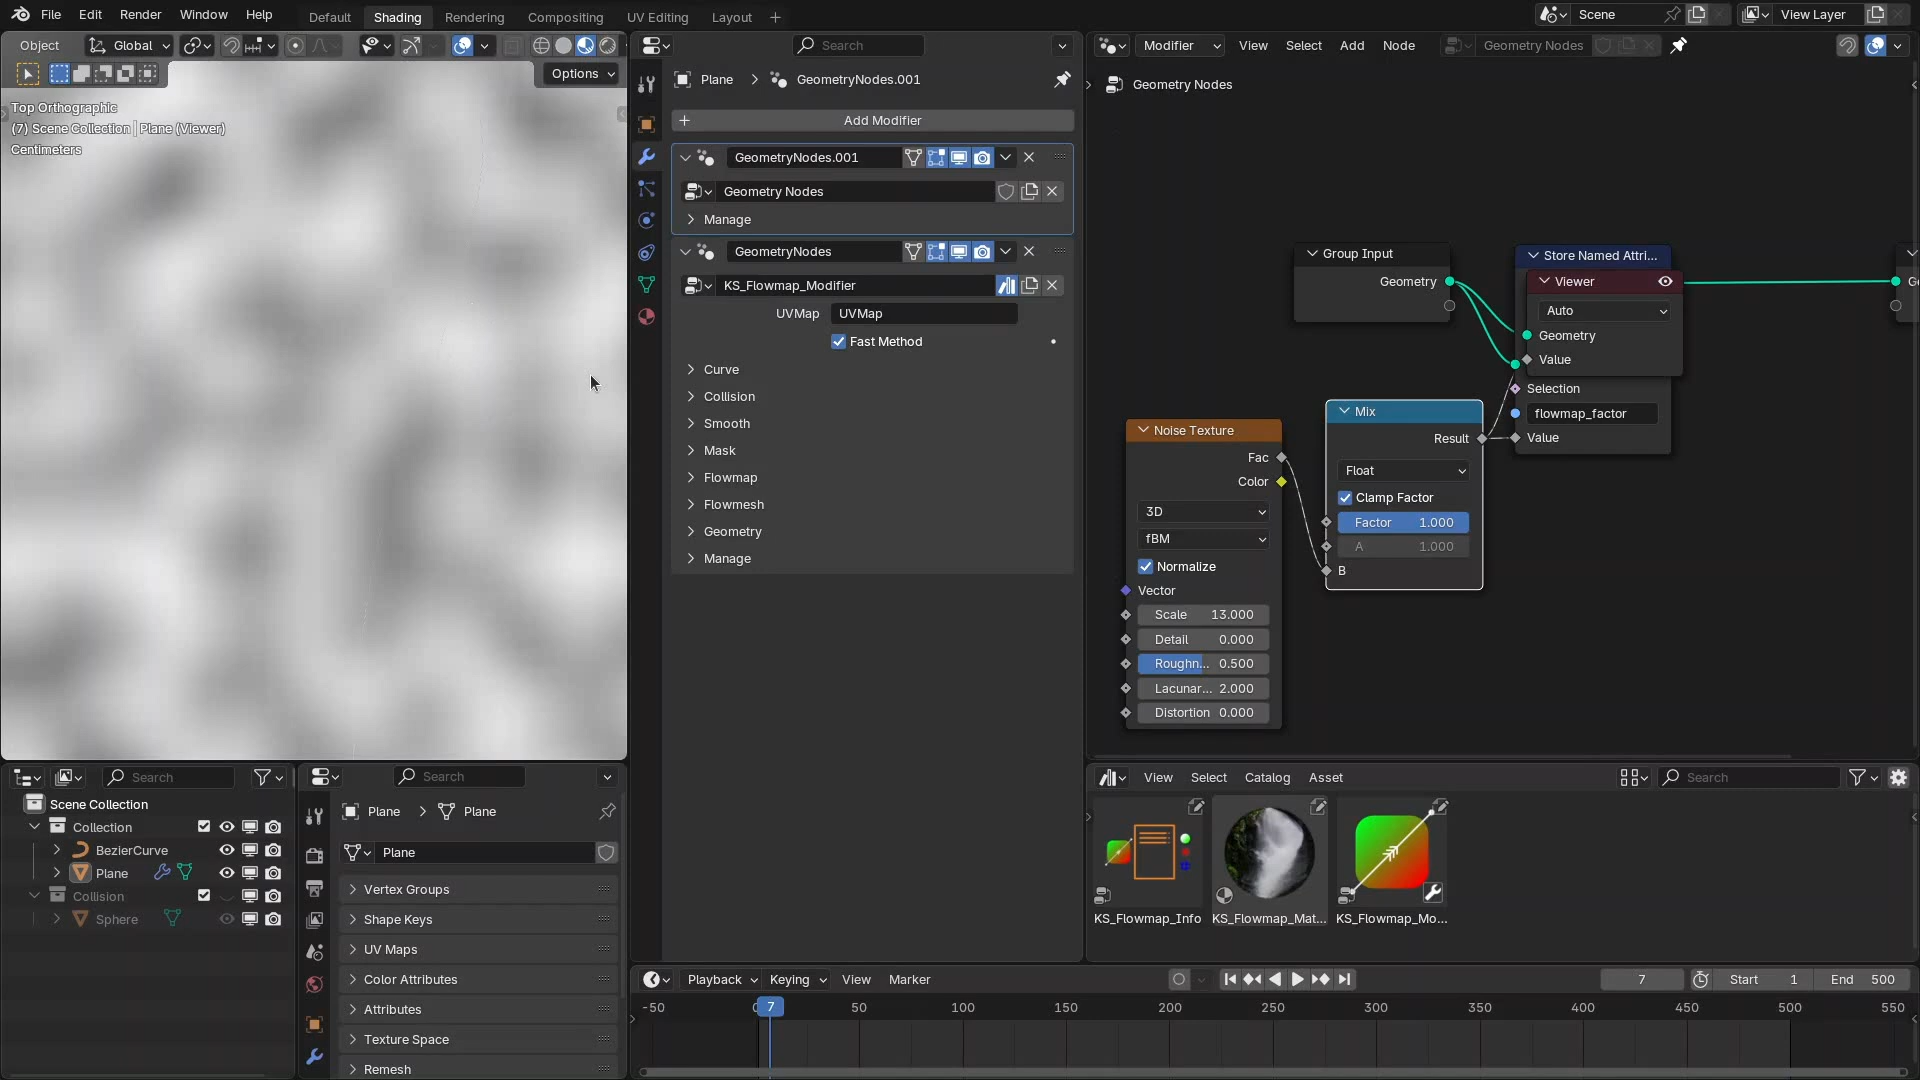 File Edit Render Window Help Default Shading Rendering Compositing UV Editing Layout + Scene View Layer
Object Global Search Modifier View Select Add Node Geometry Nodes
Options
Top Orthographic
(7) Scene Collection | Plane (Viewer)
Centimeters
Plane GeometryNodes.001
Add Modifier
GeometryNodes.001
Geometry Nodes
Manage
GeometryNodes
KS_Flowmap_Modifier
UVMap UVMap
Fast Method
Curve
Collision
Smooth
Mask
Flowmap
Flowmesh
Geometry
Manage
Geometry Nodes
Group Input
Geometry
Store Named Attri...
Viewer
Auto
Geometry
Value
Selection
flowmap_factor
Value
Mix
Result
Float
Clamp Factor
Factor 1.000
A 1.000
B
Noise Texture
Fac
Color
3D
fBM
Normalize
Vector
Scale 13.000
Detail 0.000
Roughn... 0.500
Lacunar... 2.000
Distortion 0.000
Search
Scene Collection
Collection
BezierCurve
Plane
Collision
Sphere
Search
Plane Plane
Plane
Vertex Groups
Shape Keys
UV Maps
Color Attributes
Attributes
Texture Space
Remesh
View Select Catalog Asset Search
KS_Flowmap_Info KS_Flowmap_Mat... KS_Flowmap_Mo...
Playback Keying View Marker 7 Start 1 End 500
-50 7 50 100 150 200 250 300 350 400 450 500 550